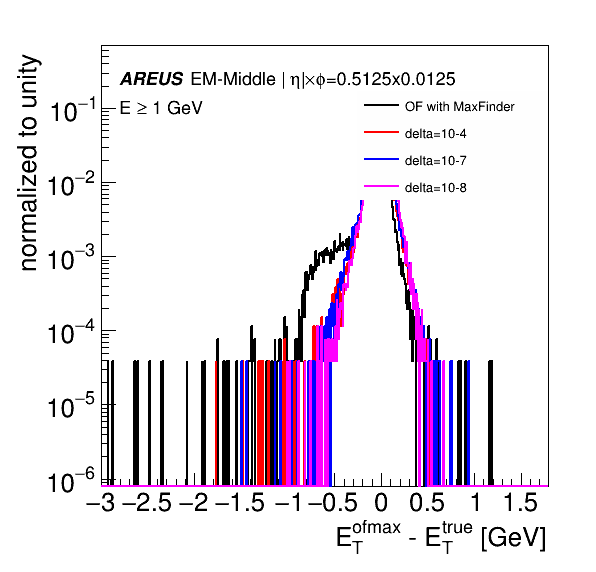 AREUS EM-Middle | η|×ϕ=0.5125x0.0125
E ≥ 1 GeV
OF with MaxFinder
delta=10-4
delta=10-7
delta=10-8
normalized to unity
10⁻¹
10⁻²
10⁻³
10⁻⁴
10⁻⁵
10⁻⁶
−3 −2.5 −2 −1.5 −1 −0.5 0 0.5 1 1.5
E_T^ofmax - E_T^true [GeV]